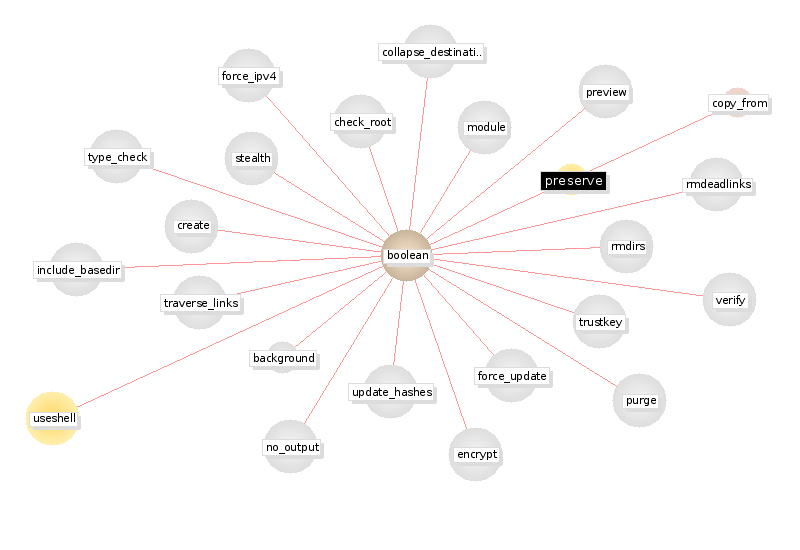 collapse_destinati..
force_ipv4
preview
copy_from
check_root
module
type_check
stealth
preserve
rmdeadlinks
create
rmdirs
boolean
include_basedir
traverse_links
verify
trustkey
background
force_update
update_hashes
purge
useshell
no_output
encrypt